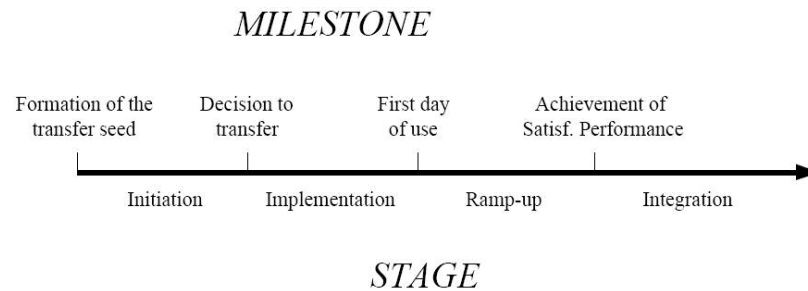 MILESTONE
Formation of the
transfer seed
Decision to
transfer
First day
of use
Achievement of
Satisf. Performance
Initiation
Implementation
Ramp-up
Integration
STAGE